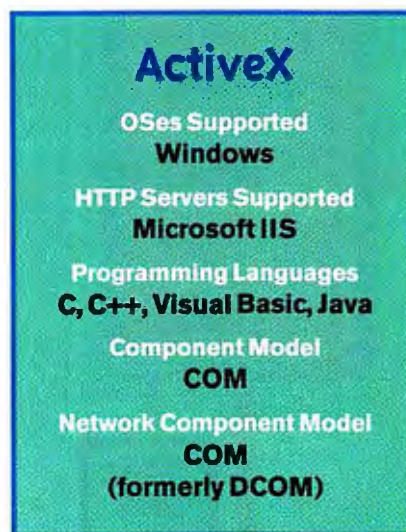 ActiveX
OSes Supported
Windows
HTTP Servers Supported
Microsoft IIS
Programming Languages
C, C++, Visual Basic, Java
Component Model
COM
Network Component Model
COM
(formerly DCOM)